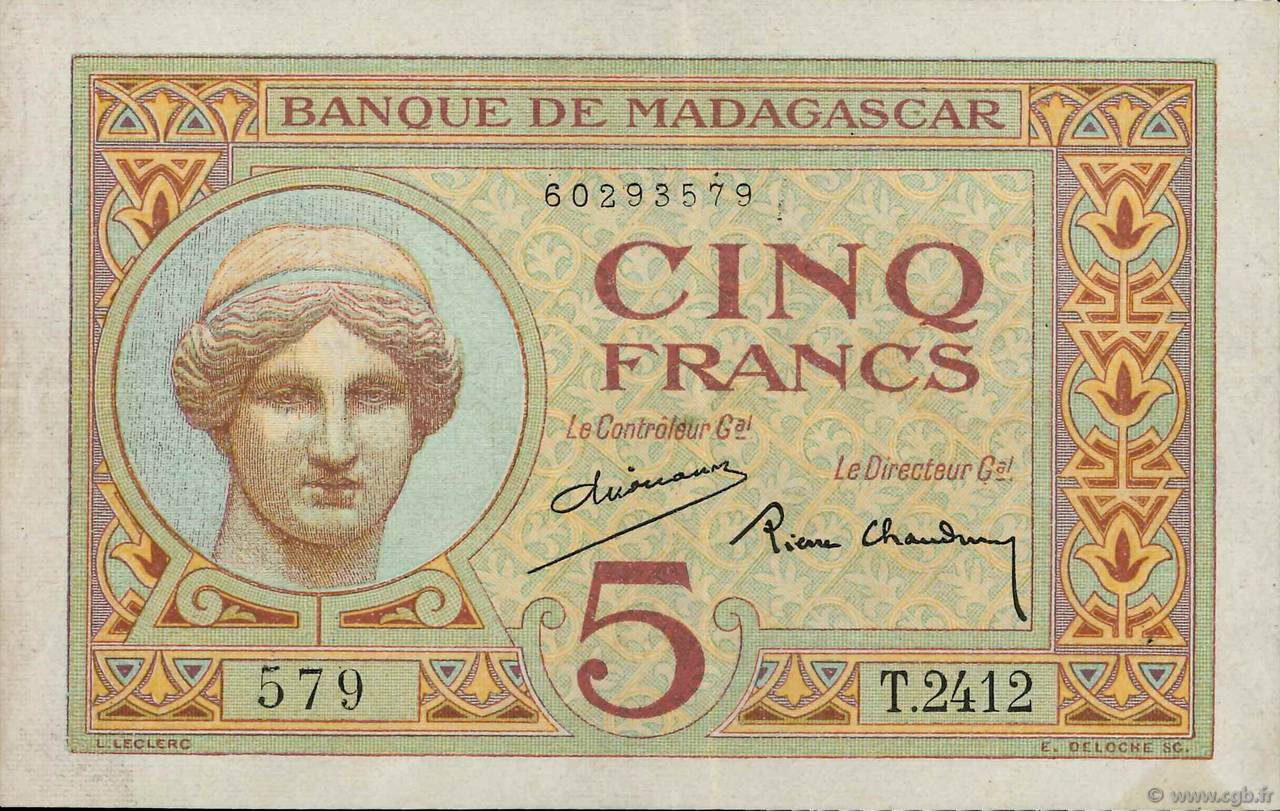 BANQUE DE MADAGASCAR
60293579
CINQ
FRANCS
Le Contrôleur Gal
Le Directeur Gal.
Pierre
5
579
T.2412
L. LECLERC
E. DELOCHE SC.
© www.cgb.fr